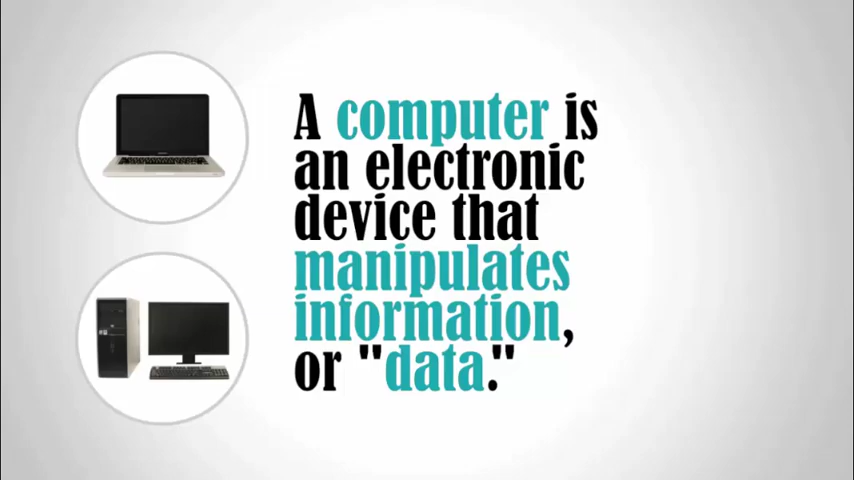 A computer is
an electronic
device that
manipulates
information,
or "data."